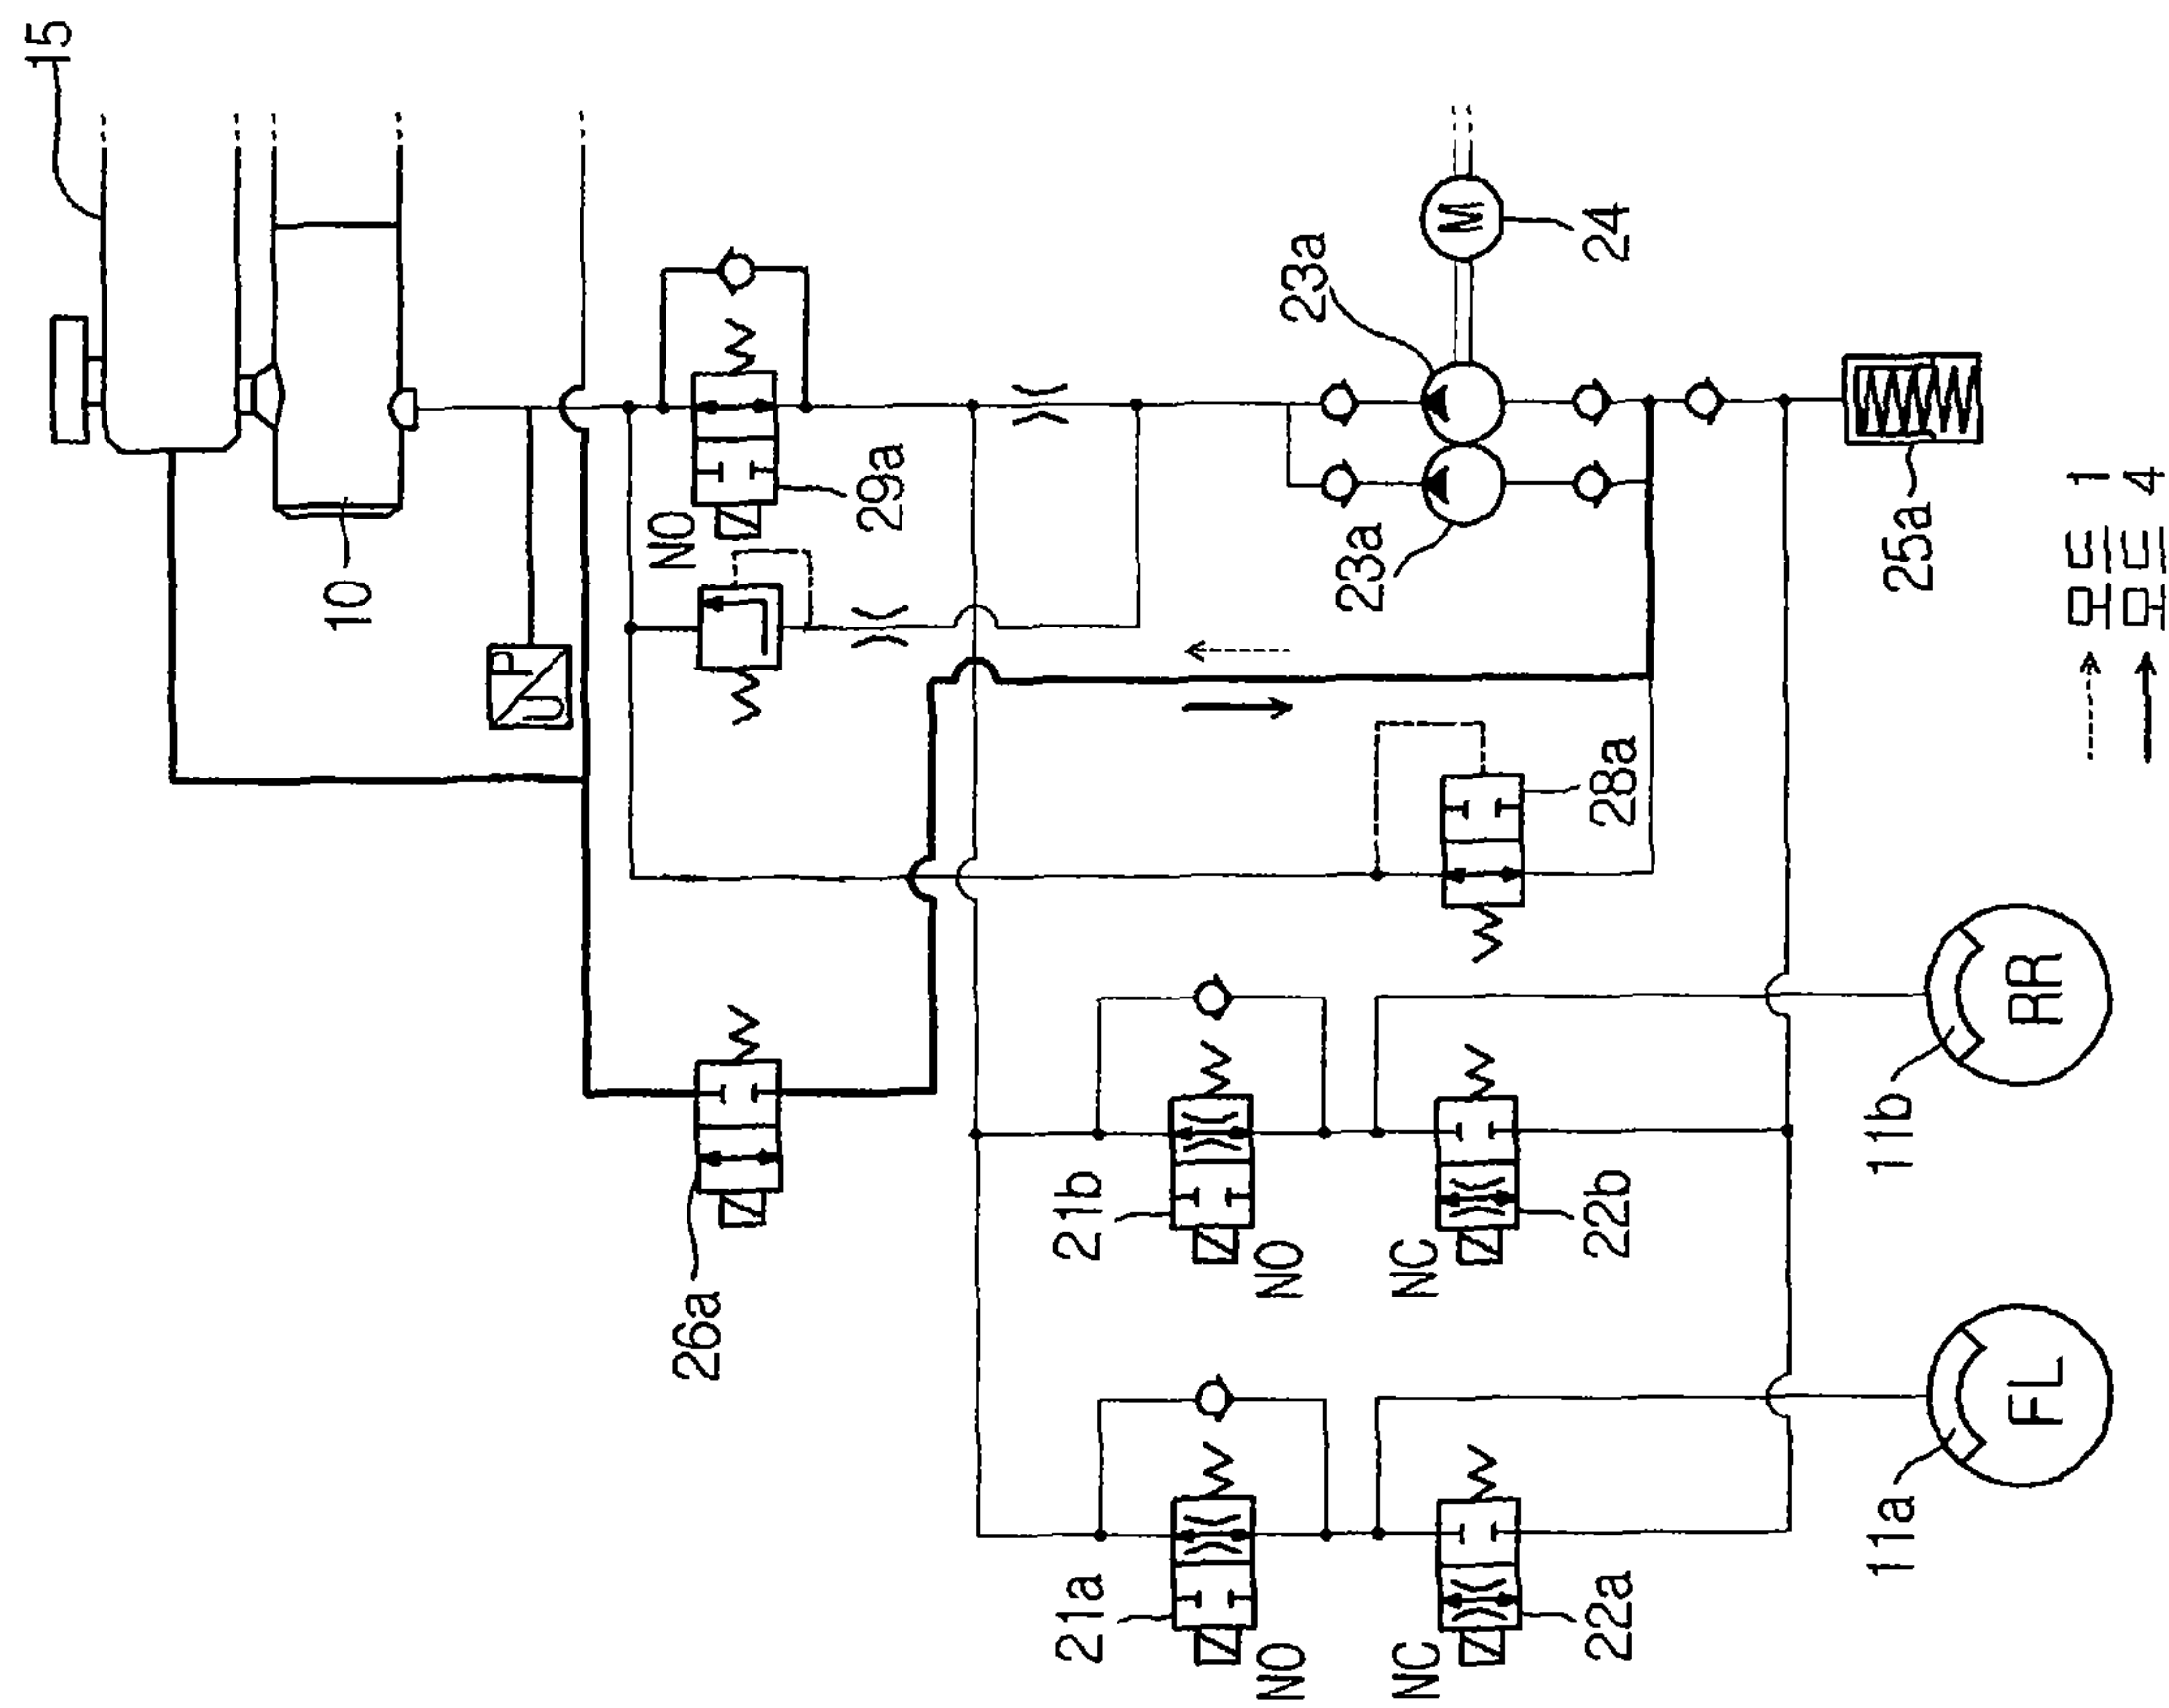 15
10
P
U
NO
26a
29a
21a
21b
NO
NO
23a
23a
NC
NC
M
22a
22b
28a
24
11a
11b
25a
FL
RR
모드 1
모드 4